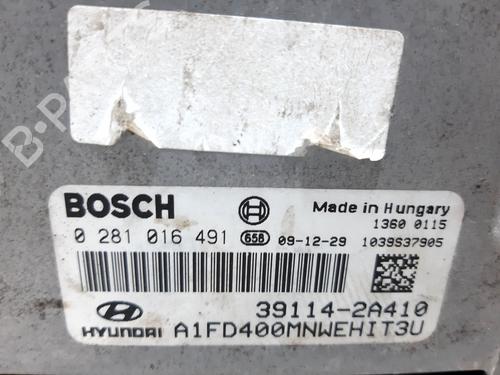 B-PARTS
BOSCH
Made in Hungary
1360 0115
0 281 016 491 658 09-12-29 1039S37905
39114-2A410
HYUNDAI A1FD400MNWEHIT3U